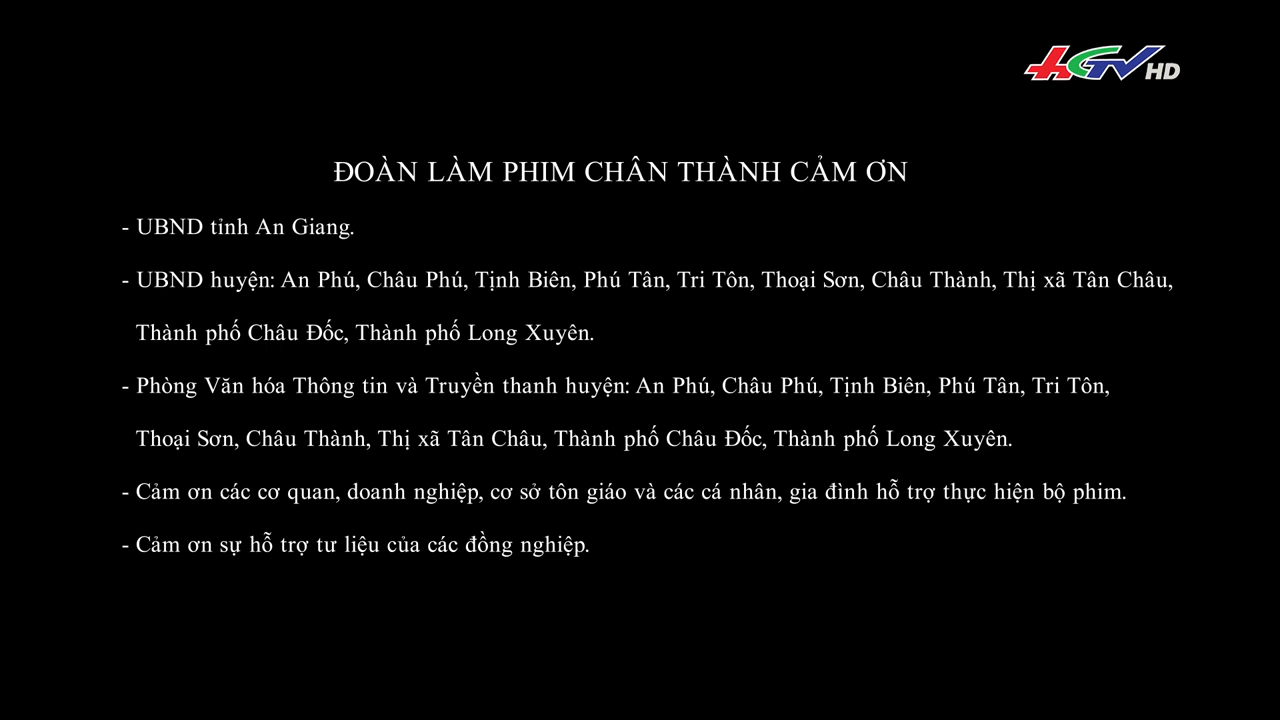 HGTV HD
ĐOÀN LÀM PHIM CHÂN THÀNH CẢM ƠN
- UBND tỉnh An Giang.
- UBND huyện: An Phú, Châu Phú, Tịnh Biên, Phú Tân, Tri Tôn, Thoại Sơn, Châu Thành, Thị xã Tân Châu,
Thành phố Châu Đốc, Thành phố Long Xuyên.
- Phòng Văn hóa Thông tin và Truyền thanh huyện: An Phú, Châu Phú, Tịnh Biên, Phú Tân, Tri Tôn,
Thoại Sơn, Châu Thành, Thị xã Tân Châu, Thành phố Châu Đốc, Thành phố Long Xuyên.
- Cảm ơn các cơ quan, doanh nghiệp, cơ sở tôn giáo và các cá nhân, gia đình hỗ trợ thực hiện bộ phim.
- Cảm ơn sự hỗ trợ tư liệu của các đồng nghiệp.